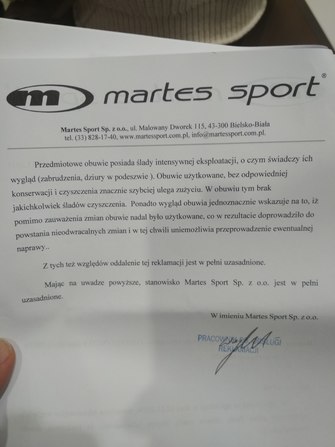 m martes sport®
Martes Sport Sp. z o.o., ul. Malowany Dworek 115, 43-300 Bielsko-Biała
tel. (33) 828-17-40, www.martessport.com.pl, info@martessport.com.pl.
Przedmiotowe obuwie posiada ślady intensywnej eksploatacji, o czym świadczy ich
wygląd (zabrudzenia, dziury w podeszwie ). Obuwie użytkowane, bez odpowiedniej
konserwacji i czyszczenia znacznie szybciej ulega zużyciu. W obuwiu tym brak
jakichkolwiek śladów czyszczenia. Ponadto wygląd obuwia jednoznacznie wskazuje na to, iż
pomimo zauważenia zmian obuwie nadal było użytkowane, co w rezultacie doprowadziło do
powstania nieodwracalnych zmian i w tej chwili uniemożliwia przeprowadzenie ewentualnej
naprawy..
Z tych też względów oddalenie tej reklamacji jest w pełni uzasadnione.
Mając na uwadze powyższe, stanowisko Martes Sport Sp. z o.o. jest w pełni
uzasadnione.
W imieniu Martes Sport Sp. z o.o.
REKLAMACJI